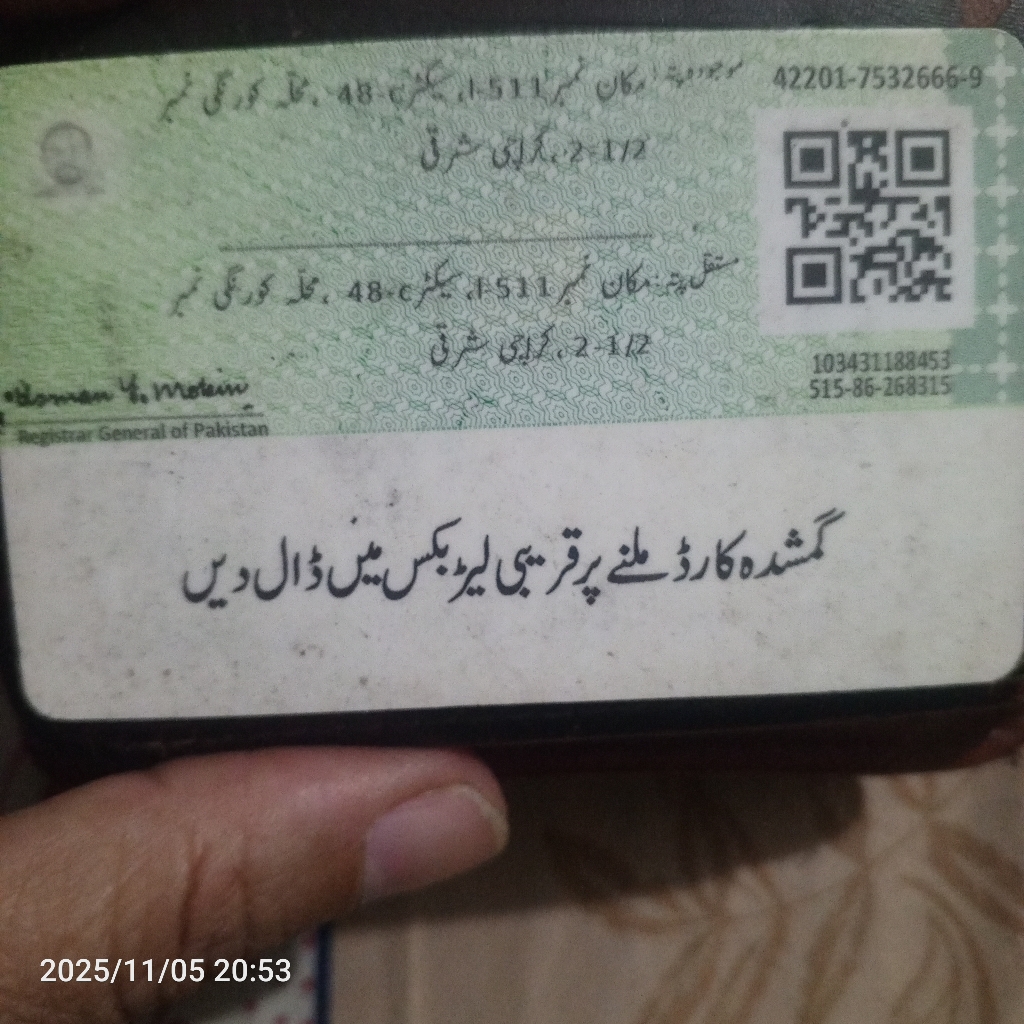 42201-7532666-9
موجودہ پتہ: مکان نمبر I-511، سیکٹر 48-c، محلہ کورنگی نمبر
2-1/2، کراچی شرقی
مستقل پتہ: مکان نمبر I-511، سیکٹر 48-c، محلہ کورنگی نمبر
2-1/2، کراچی شرقی
103431188453
515-86-268315
Usman Y. Mobin
Registrar General of Pakistan
گمشدہ کارڈ ملنے پر قریبی لیٹر بکس میں ڈال دیں
2025/11/05 20:53